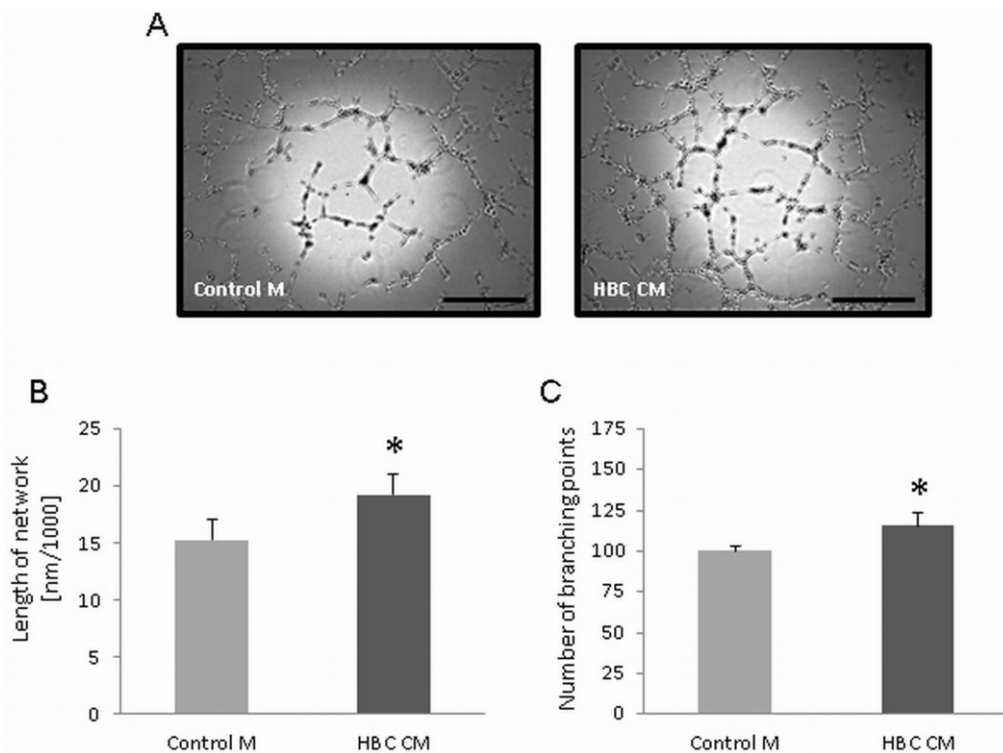 A
Control M
HBC CM
B
Length of network
[nm/1000]
25
20
15
10
5
0
*
Control M
HBC CM
C
Number of branching points
175
150
125
100
75
50
25
0
*
Control M
HBC CM